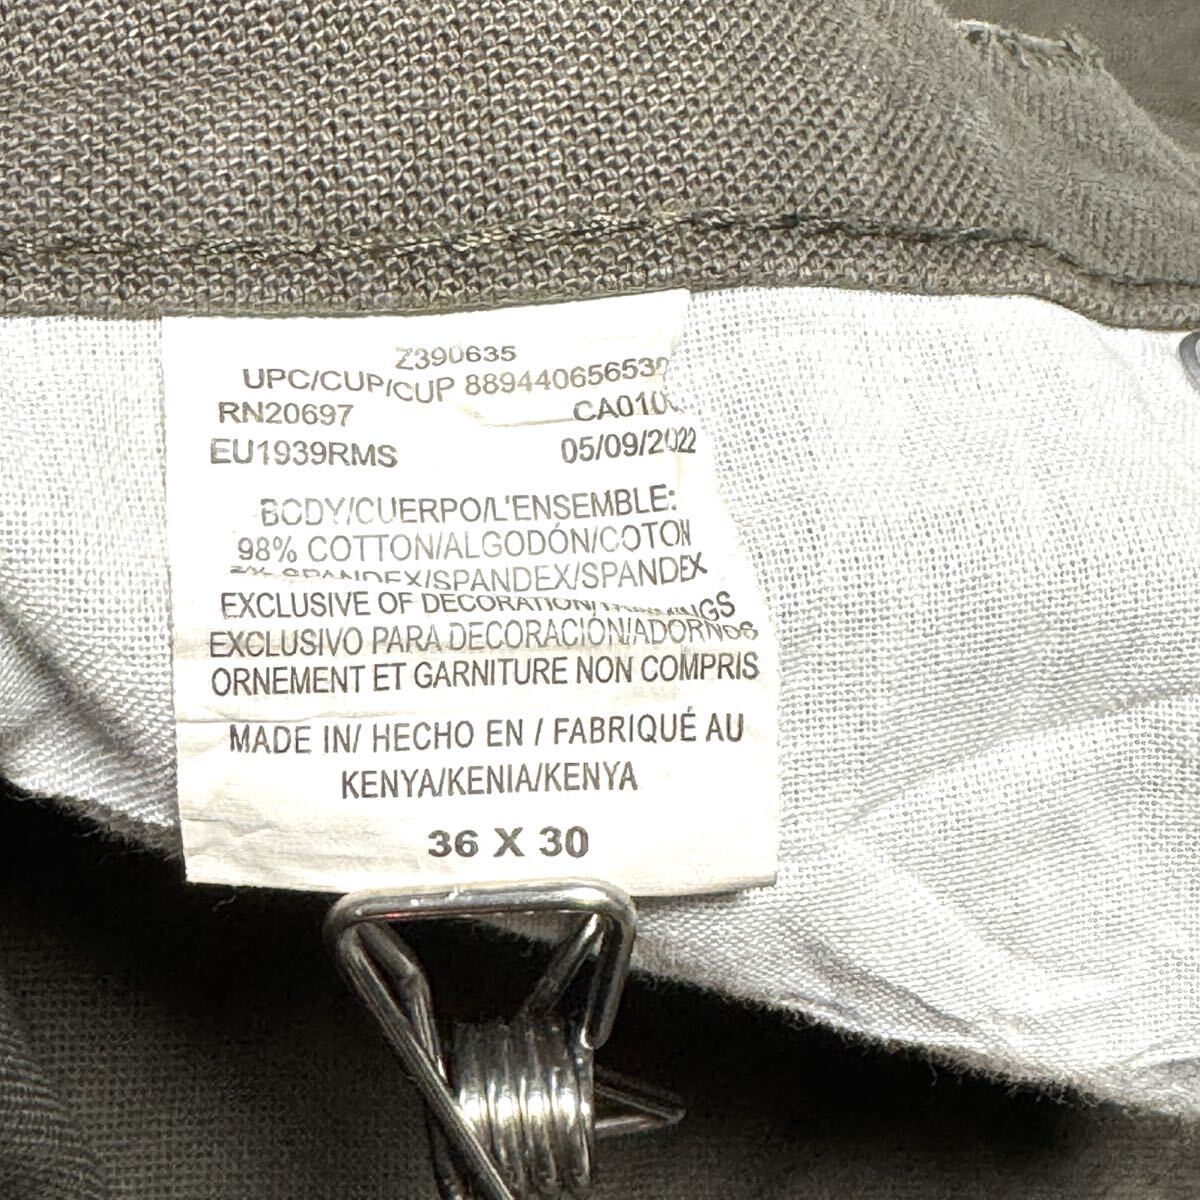 Z390635
UPC/CUP/CUP 88944065653
RN20697 CA010
EU1939RMS 05/09/2022
BODY/CUERPO/L'ENSEMBLE:
98% COTTON/ALGODÓN/COTON
SPANDEX/SPANDEX/SPANDEX
EXCLUSIVE OF DECORATION/TRIMMINGS
EXCLUSIVO PARA DECORACIÓN/ADORNOS
ORNEMENT ET GARNITURE NON COMPRIS
MADE IN/ HECHO EN / FABRIQUÉ AU
KENYA/KENIA/KENYA
36 X 30